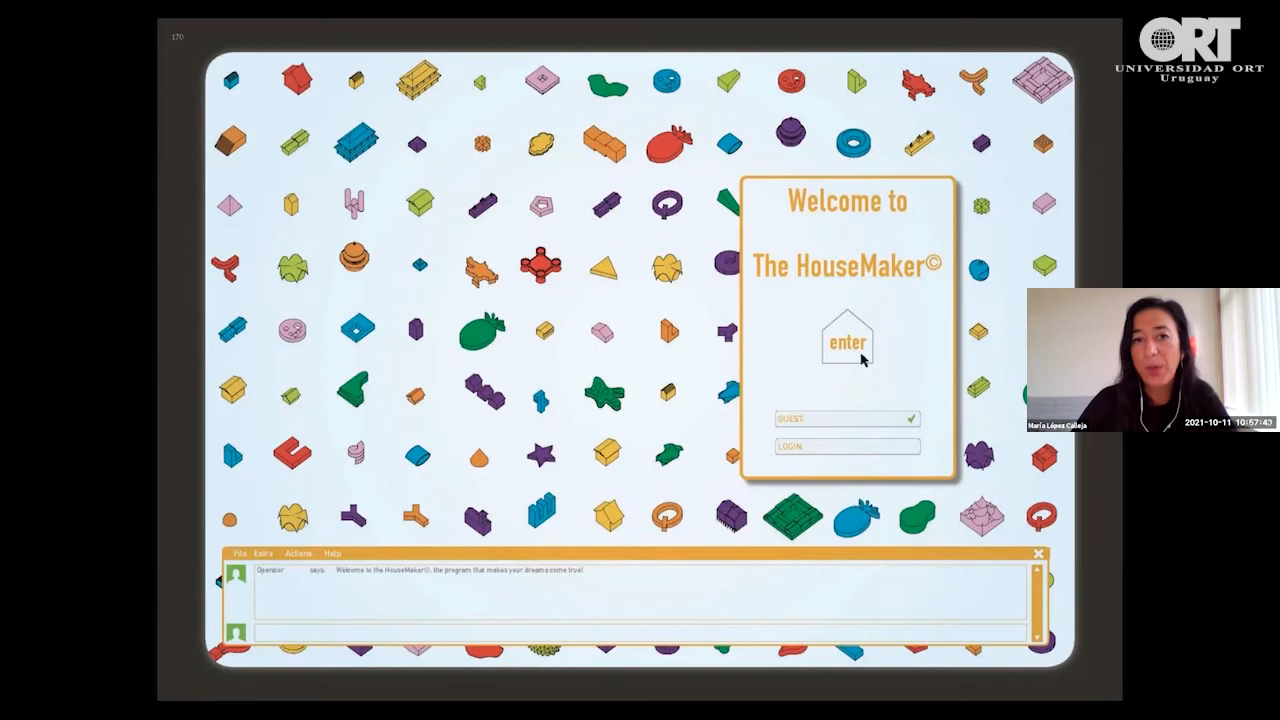 170
ORT
UNIVERSIDAD ORT
Uruguay
Welcome to
The HouseMaker©
enter
GUEST
LOGIN
María López Calleja
2021-10-11 10:57:43
File Extra Actions Help
Operator says: Welcome to the HouseMaker©, the program that makes your dreams come true!